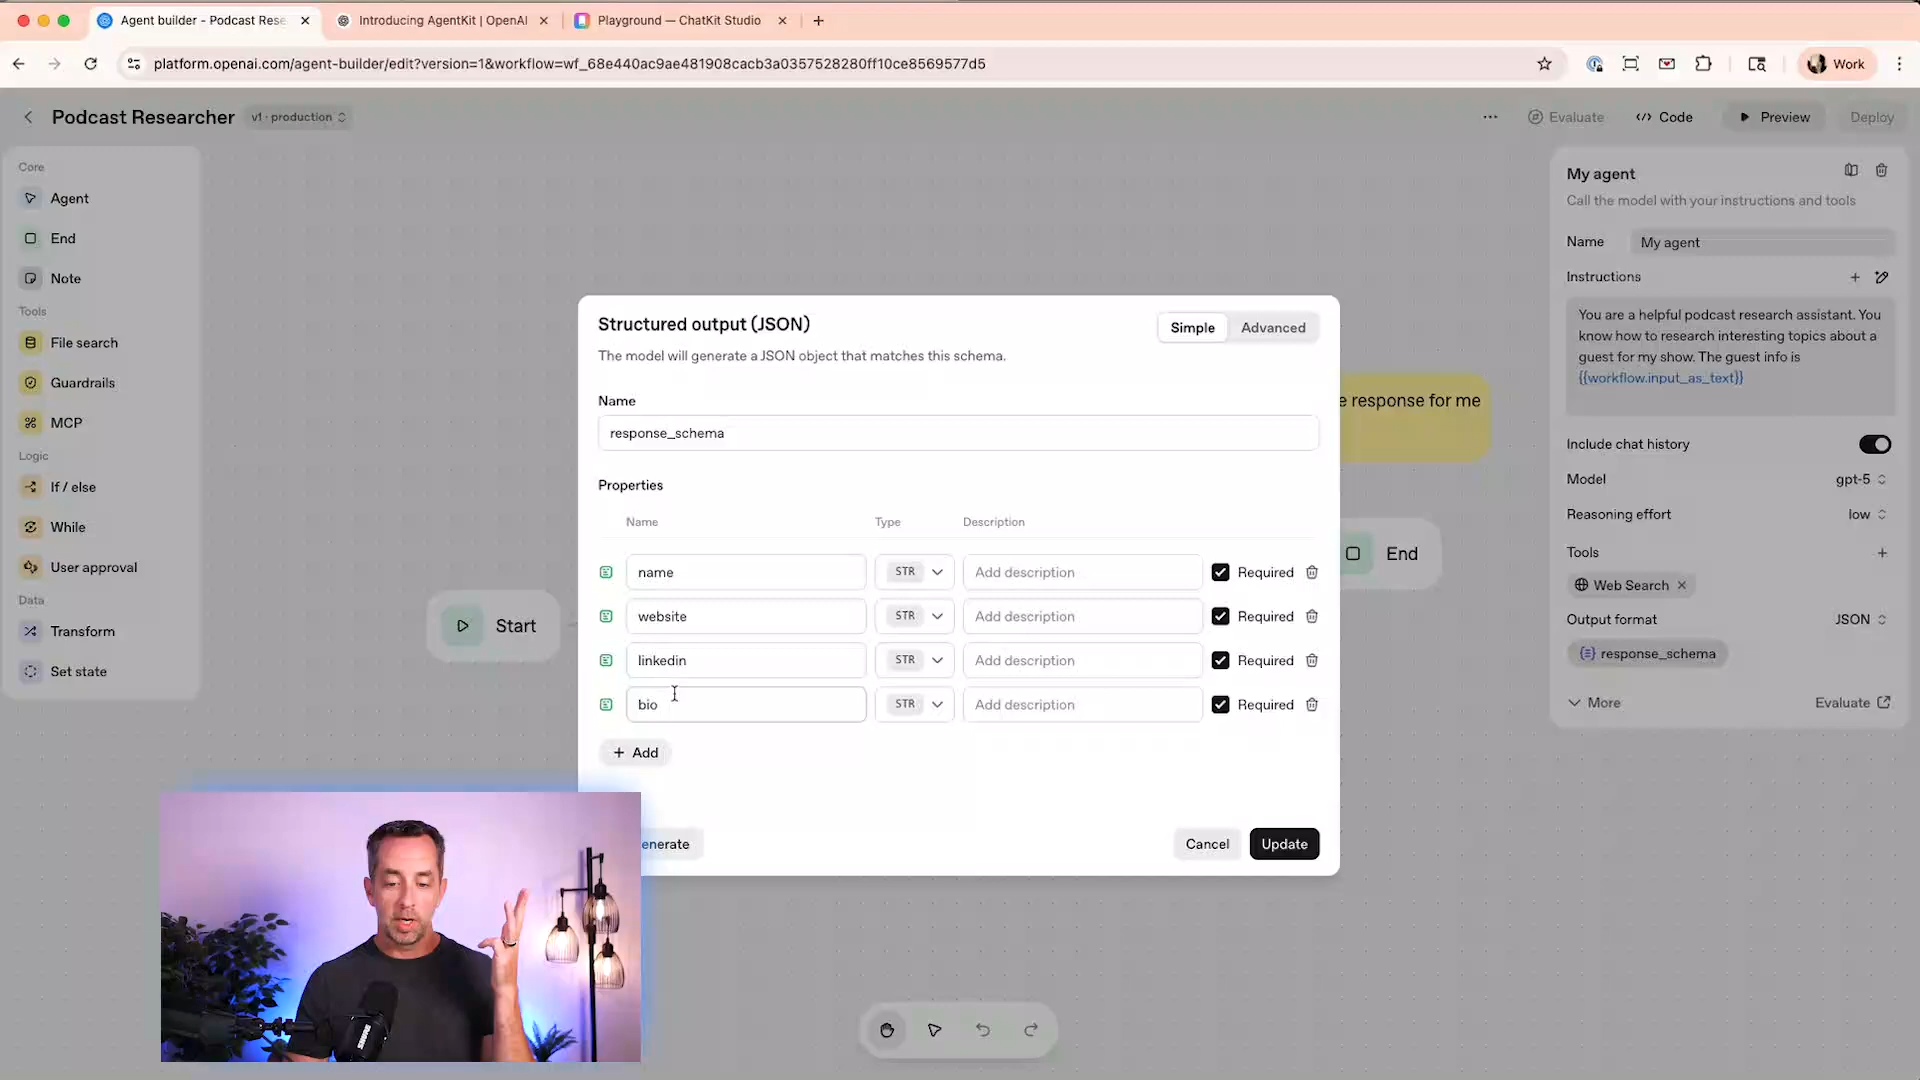 Agent builder - Podcast Rese
Introducing AgentKit | OpenAI
Playground — ChatKit Studio
platform.openai.com/agent-builder/edit?version=1&workflow=wf_68e440ac9ae481908cacb3a0357528280ff10ce8569577d5
Work
Podcast Researcher
v1 · production
Evaluate
Code
Preview
Deploy
Core
Agent
End
Note
Tools
File search
Guardrails
MCP
Logic
If / else
While
User approval
Data
Transform
Set state
Start
Structured output (JSON)
Simple
Advanced
The model will generate a JSON object that matches this schema.
Name
response_schema
Properties
Name
Type
Description
name
STR
Add description
Required
website
STR
Add description
Required
linkedin
STR
Add description
Required
bio
STR
Add description
Required
+ Add
enerate
Cancel
Update
e response for me
End
My agent
Call the model with your instructions and tools
Name
My agent
Instructions
You are a helpful podcast research assistant. You
know how to research interesting topics about a
guest for my show. The guest info is
{{workflow.input_as_text}}
Include chat history
Model
gpt-5
Reasoning effort
low
Tools
Web Search
Output format
JSON
response_schema
More
Evaluate
SHURE